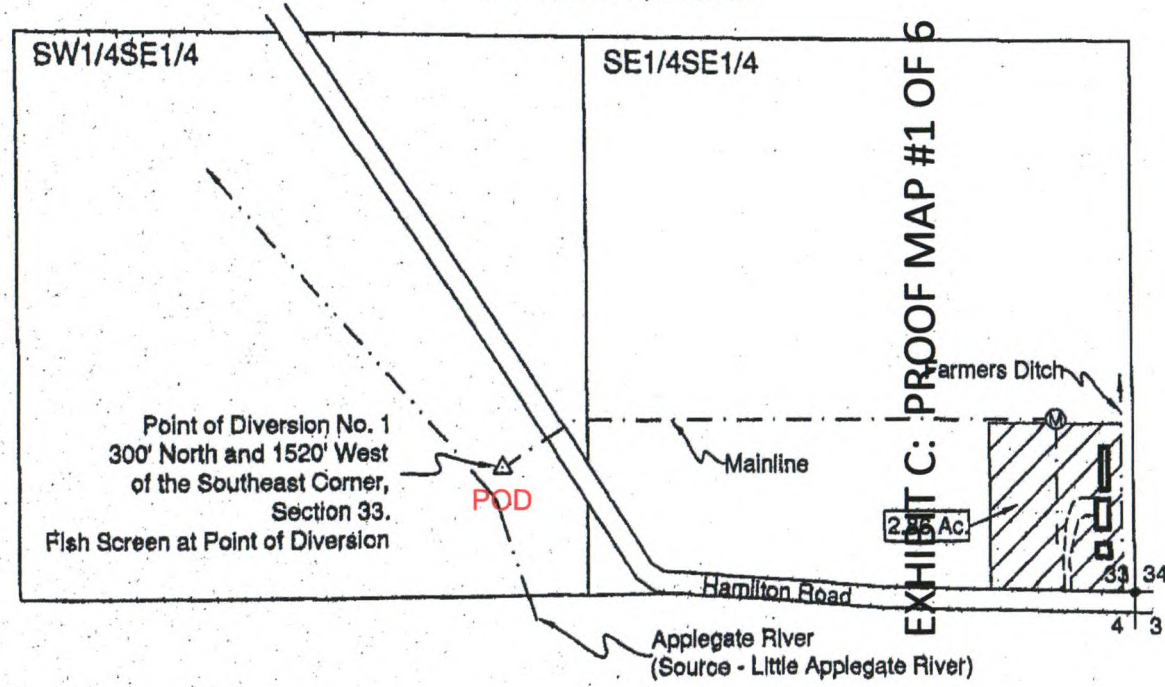 SW1/4SE1/4
SE1/4SE1/4
EXHIBIT C: PROOF MAP #1 OF 6
Farmers Ditch
Point of Diversion No. 1
300' North and 1520' West
of the Southeast Corner,
Section 33.
Fish Screen at Point of Diversion
POD
Mainline
M
Ac.
33 34
4 3
Hamilton Road
Applegate River
(Source - Little Applegate River)